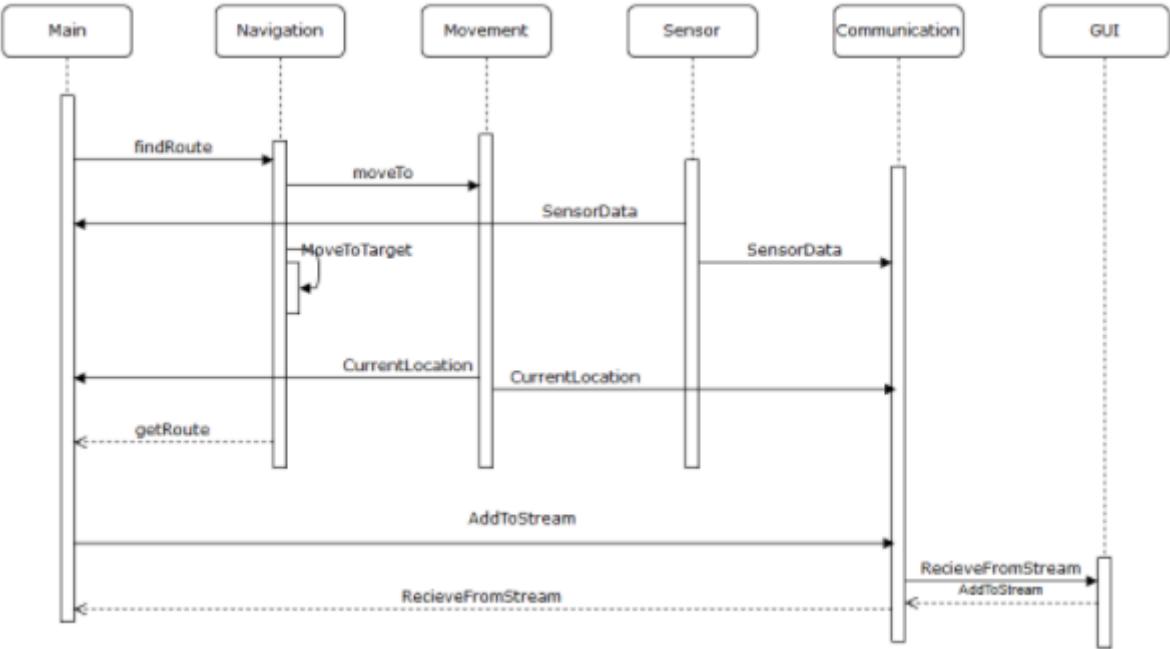 Main
Navigation
Movement
Sensor
Communication
GUI
findRoute
moveTo
SensorData
MoveToTarget
SensorData
CurrentLocation
CurrentLocation
getRoute
AddToStream
RecieveFromStream
AddToStream
RecieveFromStream